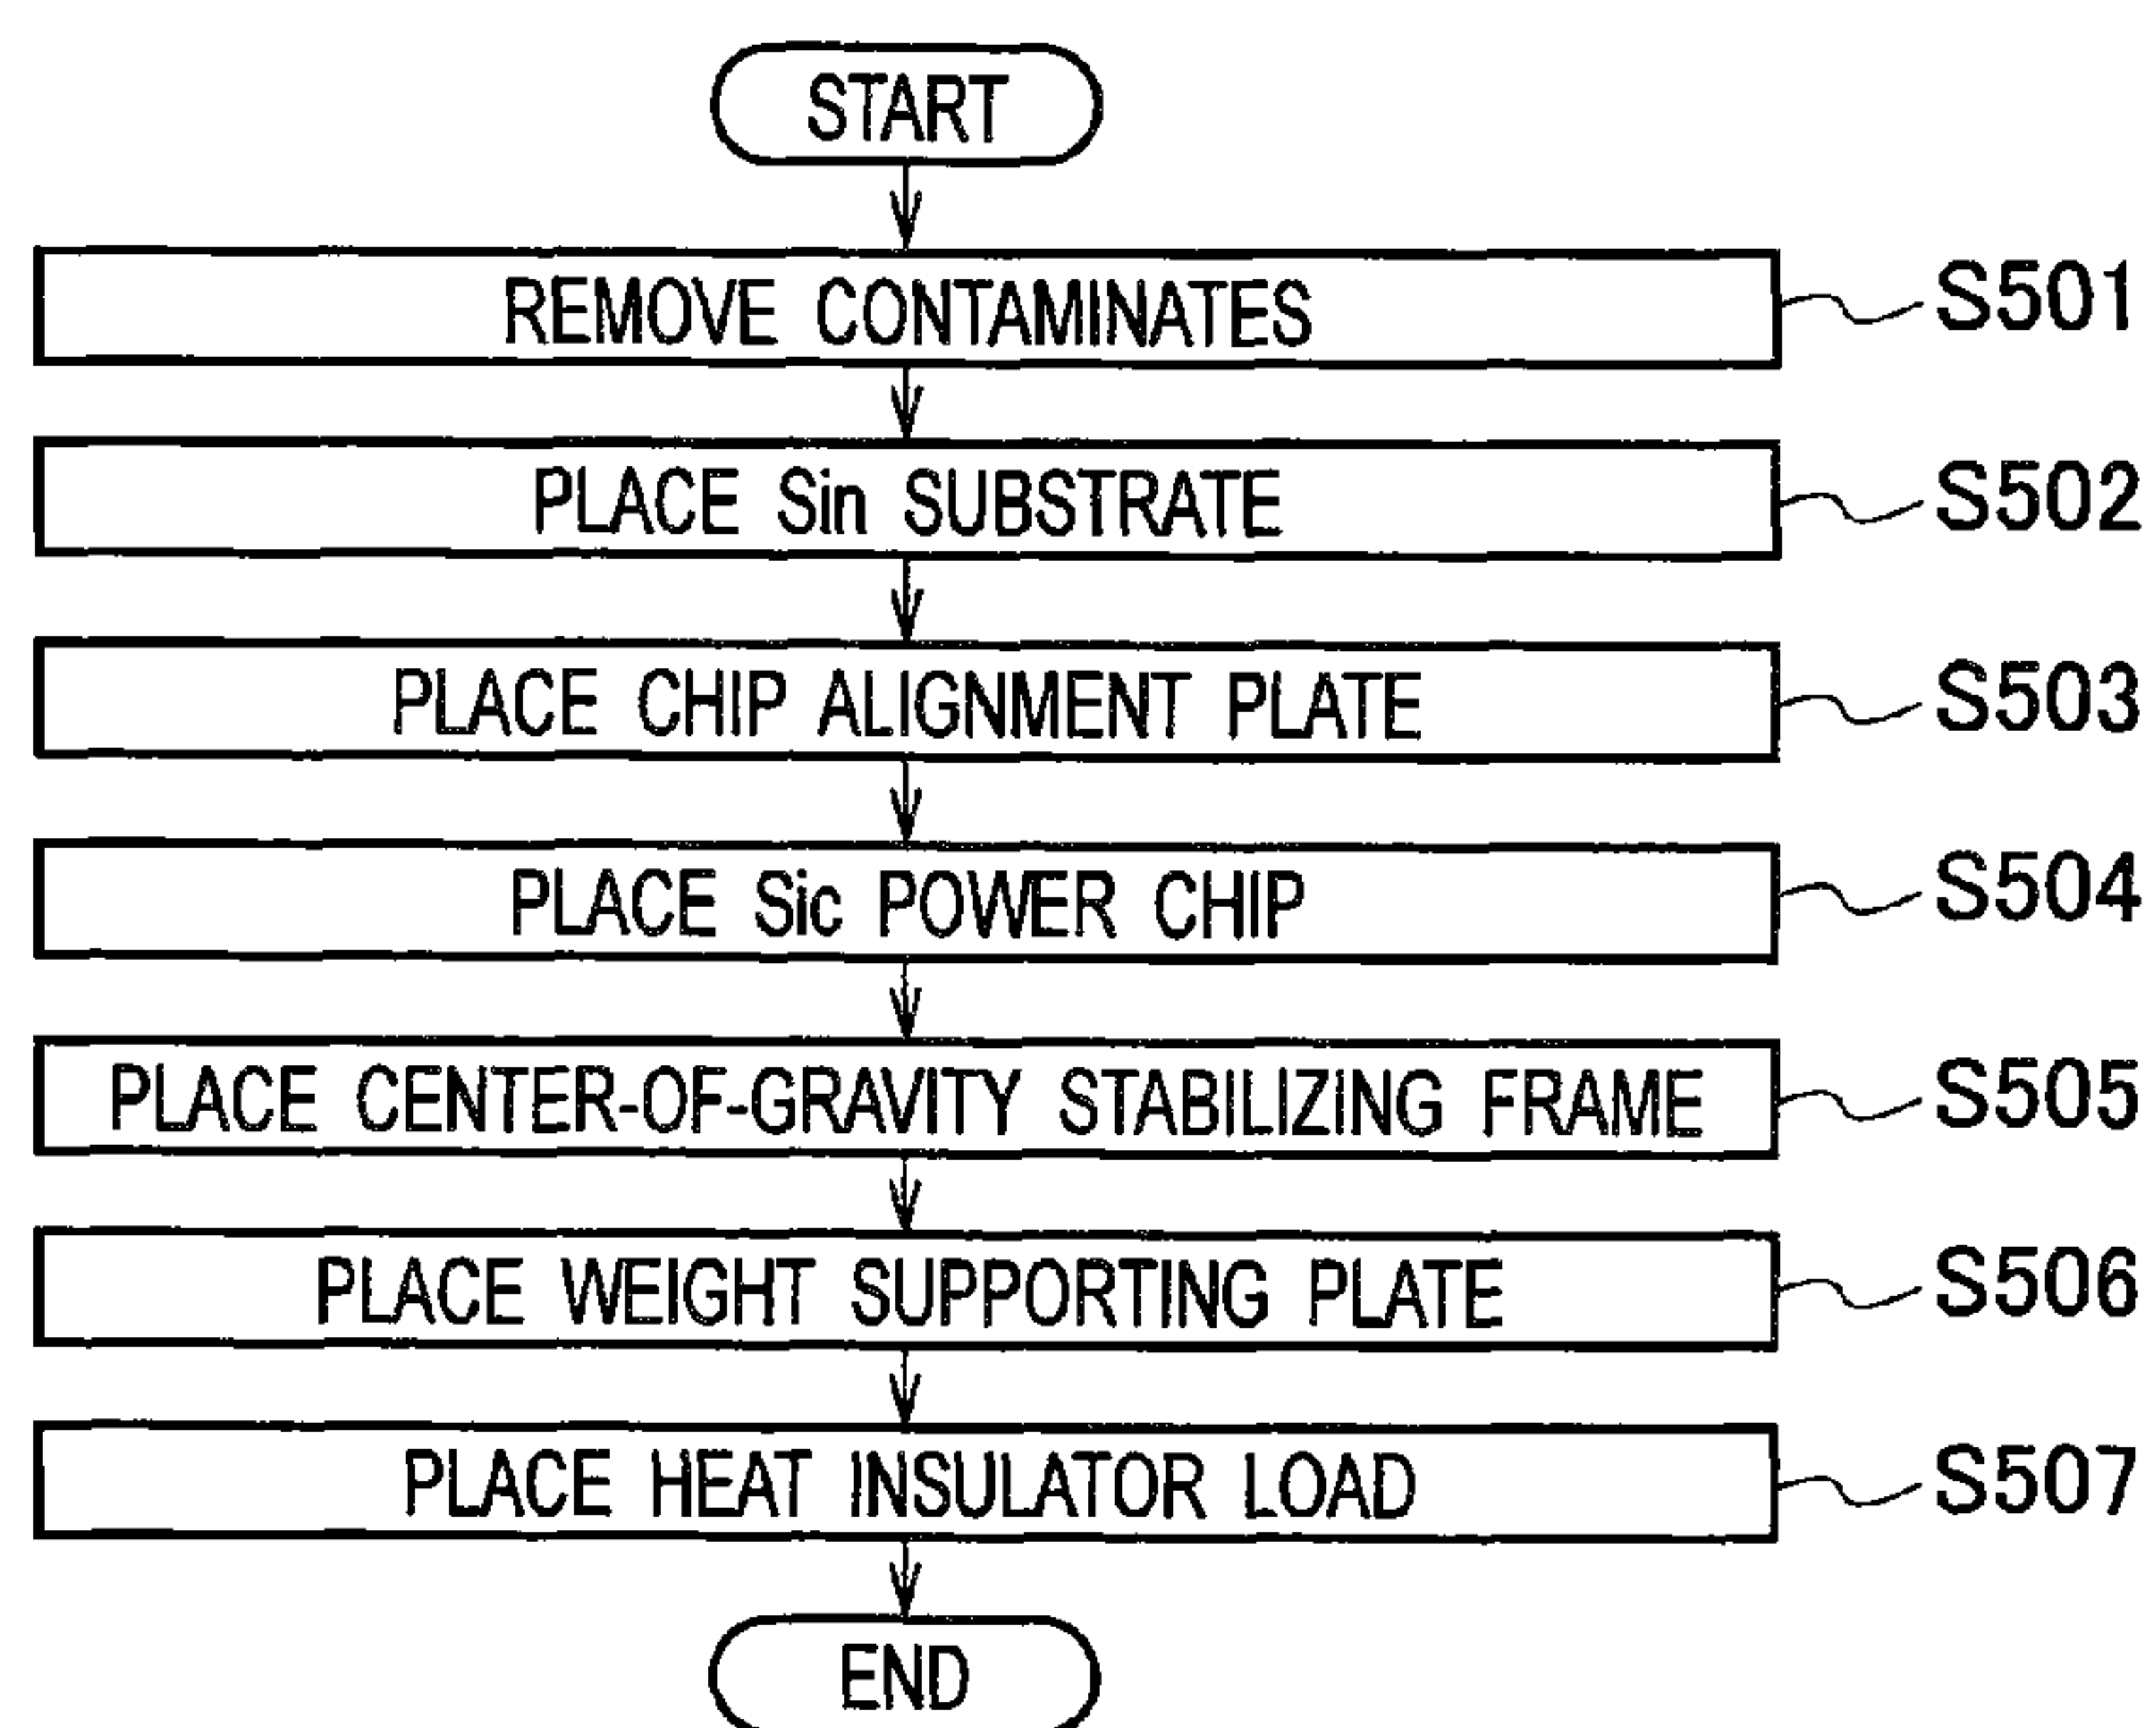 START
REMOVE CONTAMINATES
S501
PLACE Sin SUBSTRATE
S502
PLACE CHIP ALIGNMENT PLATE
S503
PLACE Sic POWER CHIP
S504
PLACE CENTER-OF-GRAVITY STABILIZING FRAME
S505
PLACE WEIGHT SUPPORTING PLATE
S506
PLACE HEAT INSULATOR LOAD
S507
END